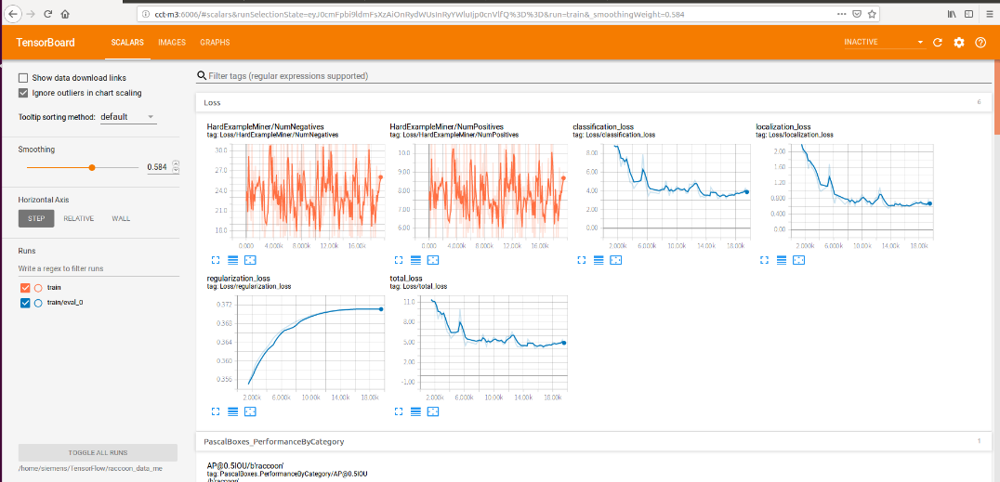 cct-m3:6006/#scalars&runSelectionState=eyJ0cmFpbi9ldmFsXzAiOnRydWUsInRyYWluIjp0cnVlfQ%3D%3D&run=train&_smoothingWeight=0.584
TensorBoard SCALARS IMAGES GRAPHS INACTIVE
Show data download links
Ignore outliers in chart scaling
Tooltip sorting method: default
Smoothing
0.584
Horizontal Axis
STEP RELATIVE WALL
Runs
Write a regex to filter runs
train
train/eval_0
TOGGLE ALL RUNS
/home/siemens/TensorFlow/raccoon_data_me
Filter tags (regular expressions supported)
Loss 6
HardExampleMiner/NumNegatives
tag: Loss/HardExampleMiner/NumNegatives
30.0
27.0
24.0
21.0
18.0
0.000 4.000k 8.000k 12.00k 16.00k
HardExampleMiner/NumPositives
tag: Loss/HardExampleMiner/NumPositives
10.0
9.00
8.00
7.00
6.00
0.000 4.000k 8.000k 12.00k 16.00k
classification_loss
tag: Loss/classification_loss
8.00
6.00
4.00
2.00
0.00
2.000k 6.000k 10.00k 14.00k 18.00k
localization_loss
tag: Loss/localization_loss
2.00
1.60
1.20
0.800
0.400
0.00
2.000k 6.000k 10.00k 14.00k 18.00k
regularization_loss
tag: Loss/regularization_loss
0.372
0.368
0.364
0.360
0.356
2.000k 6.000k 10.00k 14.00k 18.00k
total_loss
tag: Loss/total_loss
11.0
8.00
5.00
2.00
-1.00
2.000k 6.000k 10.00k 14.00k 18.00k
PascalBoxes_PerformanceByCategory 1
AP@0.5IOU/b'raccoon'
tag: PascalBoxes_PerformanceByCategory/AP@0.5IOU
/b'raccoon'